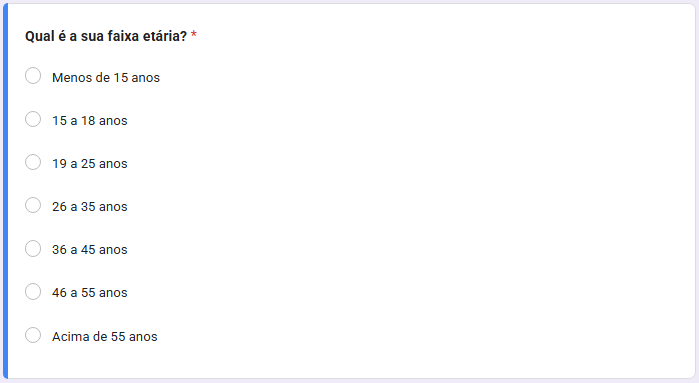 Qual é a sua faixa etária? *
Menos de 15 anos
15 a 18 anos
19 a 25 anos
26 a 35 anos
36 a 45 anos
46 a 55 anos
Acima de 55 anos